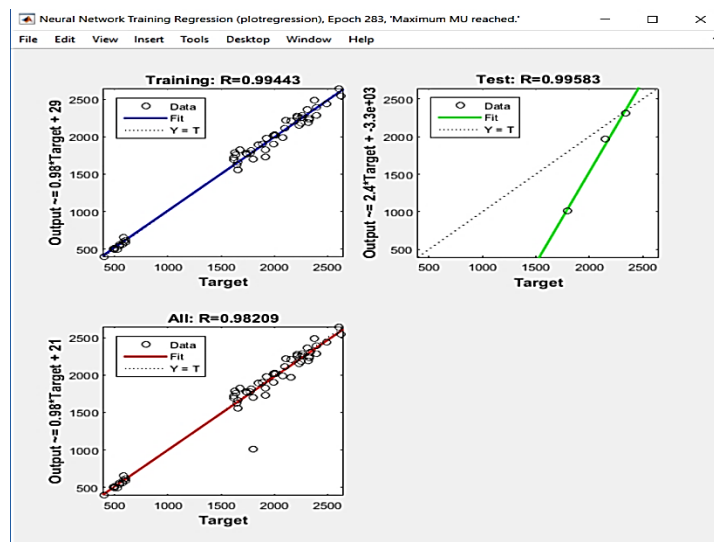 Neural Network Training Regression (plotregression), Epoch 283, 'Maximum MU reached.'
File Edit View Insert Tools Desktop Window Help
Training: R=0.99443
Output ~= 0.98*Target + 29
2500
2000
1500
1000
500
Data
Fit
Y = T
500 1000 1500 2000 2500
Target
Test: R=0.99583
Output ~= 2.4*Target + -3.3e+03
2500
2000
1500
1000
500
Data
Fit
Y = T
500 1000 1500 2000 2500
Target
All: R=0.98209
Output ~= 0.98*Target + 21
2500
2000
1500
1000
500
Data
Fit
Y = T
500 1000 1500 2000 2500
Target